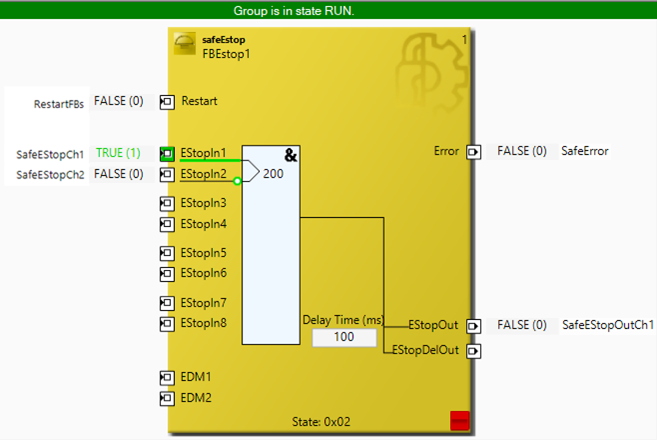 Group is in state RUN.
safeEstop
FBEstop1
1
RestartFBs FALSE (0) Restart
SafeEStopCh1 TRUE (1) EStopIn1 & Error FALSE (0) SafeError
SafeEStopCh2 FALSE (0) EStopIn2 200
EStopIn3
EStopIn4
EStopIn5
EStopIn6
EStopIn7
EStopIn8
Delay Time (ms)
100
EStopOut FALSE (0) SafeEStopOutCh1
EStopDelOut
EDM1
EDM2
State: 0x02